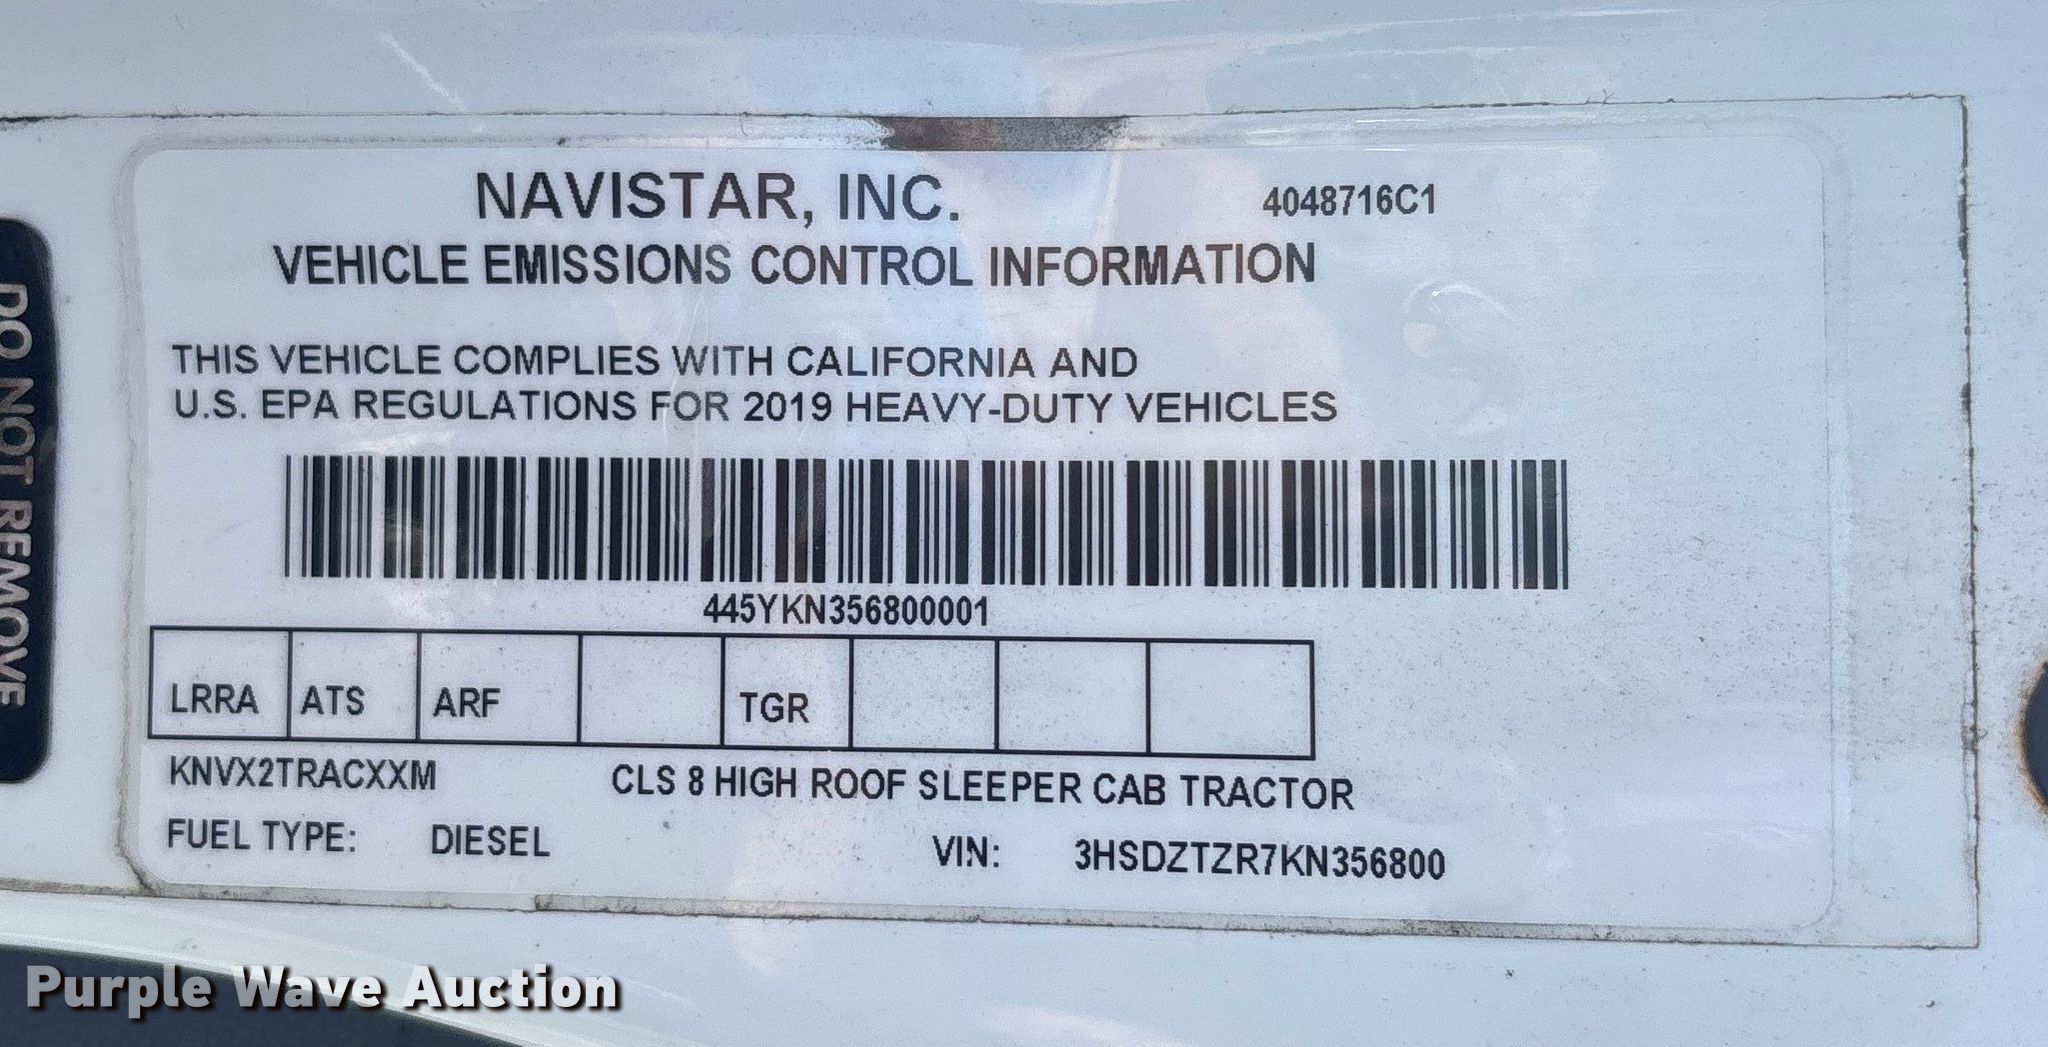 NAVISTAR, INC. 4048716C1
VEHICLE EMISSIONS CONTROL INFORMATION
THIS VEHICLE COMPLIES WITH CALIFORNIA AND
U.S. EPA REGULATIONS FOR 2019 HEAVY-DUTY VEHICLES
445YKN356800001
LRRA ATS ARF TGR
KNVX2TRACXXM CLS 8 HIGH ROOF SLEEPER CAB TRACTOR
FUEL TYPE: DIESEL VIN: 3HSDZTZR7KN356800
DO NOT REMOVE
Purple Wave Auction